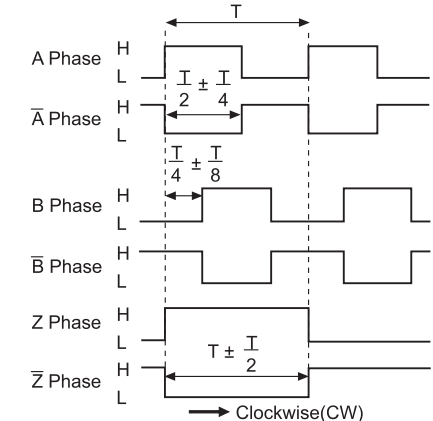 T
A Phase H
L
T/2 ± T/4
A̅ Phase H
L
T/4 ± T/8
B Phase H
L
B̅ Phase H
L
Z Phase H
L
T ± T/2
Z̅ Phase H
L
Clockwise(CW)